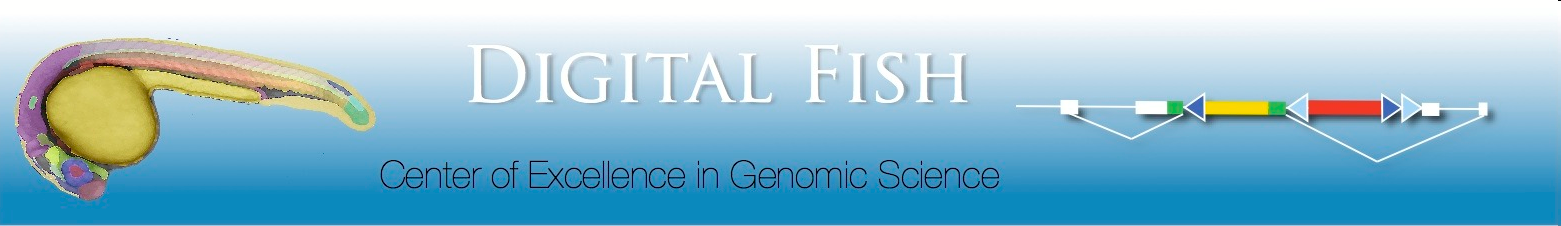 DIGITAL FISH
Center of Excellence in Genomic Science